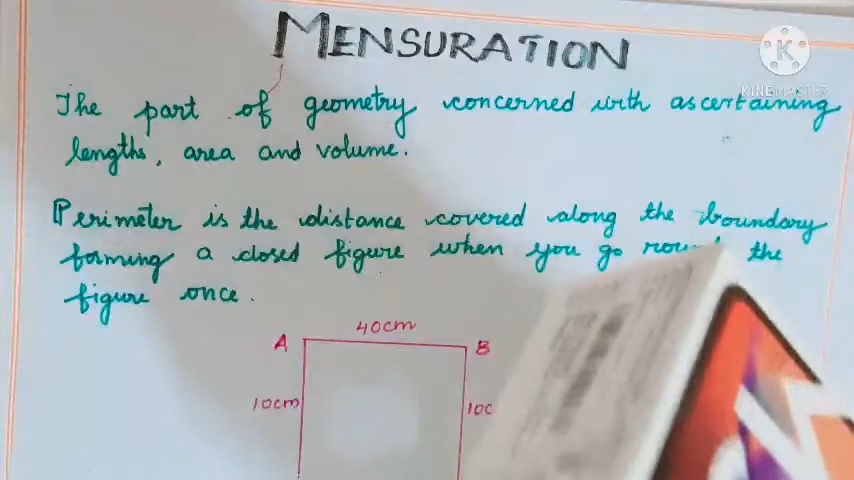 MENSURATION
K
KINEMASTER
The part of geometry concerned with ascertaining
lengths, area and volume.
Perimeter is the distance covered along the boundary
forming a closed figure when you go round the
figure once.
40cm
A
B
10cm